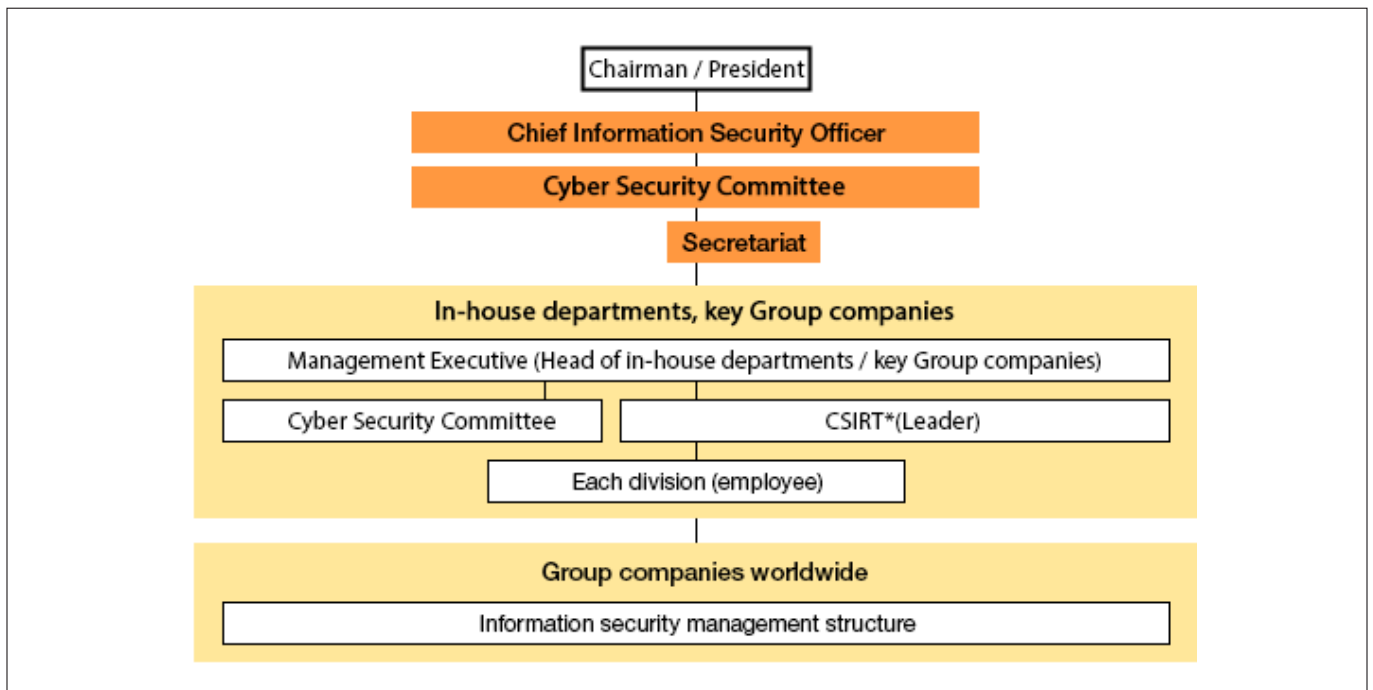 Chairman / President
Chief Information Security Officer
Cyber Security Committee
Secretariat
In-house departments, key Group companies
Management Executive (Head of in-house departments / key Group companies)
Cyber Security Committee
CSIRT*(Leader)
Each division (employee)
Group companies worldwide
Information security management structure